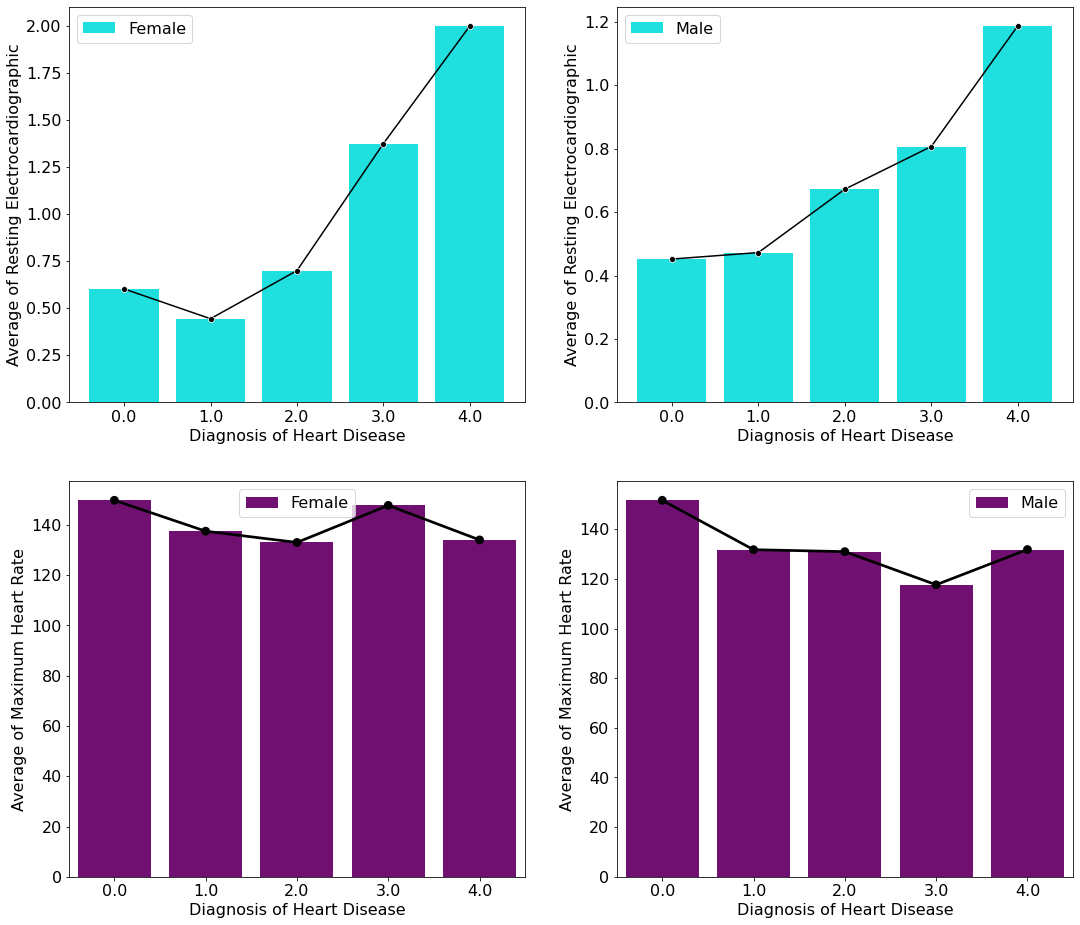 Average of Resting Electrocardiographic
2.00
1.75
1.50
1.25
1.00
0.75
0.50
0.25
0.00
Female
0.0 1.0 2.0 3.0 4.0
Diagnosis of Heart Disease
Average of Resting Electrocardiographic
1.2
1.0
0.8
0.6
0.4
0.2
0.0
Male
0.0 1.0 2.0 3.0 4.0
Diagnosis of Heart Disease
Average of Maximum Heart Rate
140
120
100
80
60
40
20
0
Female
0.0 1.0 2.0 3.0 4.0
Diagnosis of Heart Disease
Average of Maximum Heart Rate
140
120
100
80
60
40
20
0
Male
0.0 1.0 2.0 3.0 4.0
Diagnosis of Heart Disease